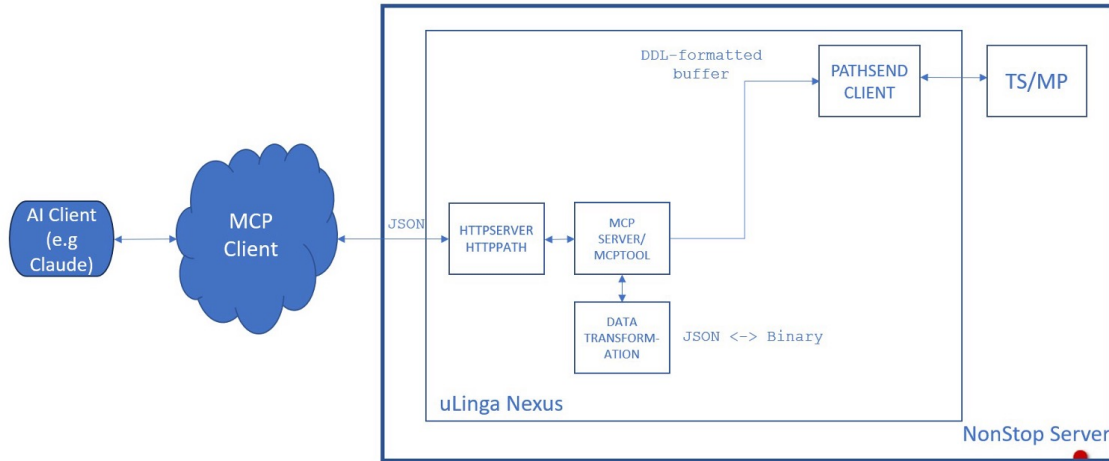 AI Client
(e.g
Claude)
MCP
Client
JSON
HTTPSERVER
HTTPPATH
MCP
SERVER/
MCPTOOL
DATA
TRANSFORM-
ATION
JSON <-> Binary
DDL-formatted
buffer
PATHSEND
CLIENT
TS/MP
uLinga Nexus
NonStop Server